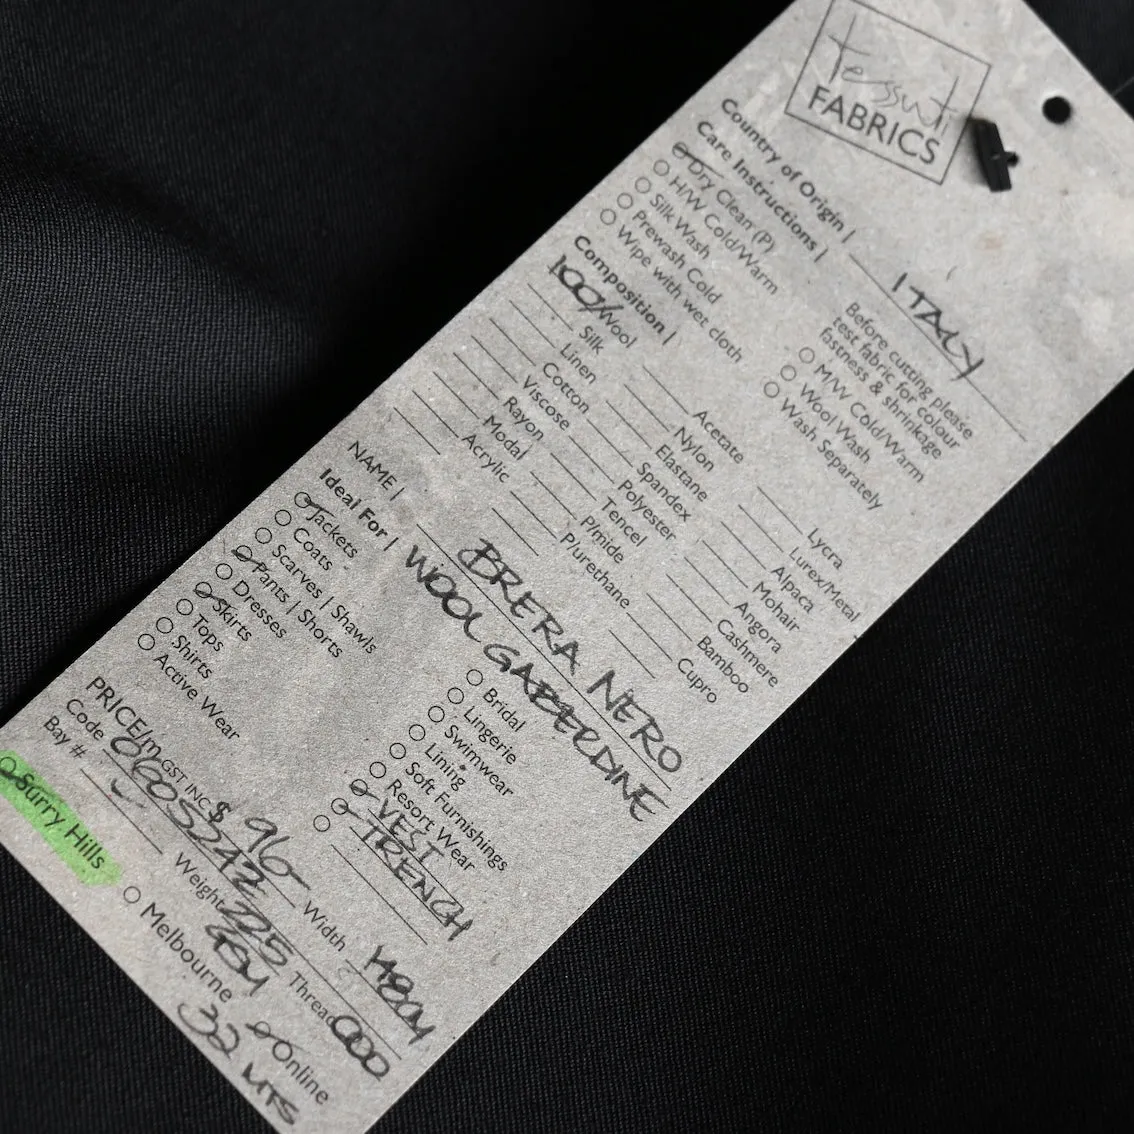 tessuti
FABRICS
Country of Origin | ITALY
Care Instructions |
Dry Clean (P)
H/W Cold/Warm
Silk Wash
Prewash Cold
Wipe with wet cloth
Before cutting please
test fabric for colour
fastness & shrinkage
M/W Cold/Warm
Wool Wash
Wash Separately
Composition |
100% Wool
Silk
Linen
Cotton
Viscose
Rayon
Modal
Acrylic
Acetate
Nylon
Elastane
Spandex
Polyester
Tencel
P/mide
P/urethane
Lycra
Lurex/Metal
Alpaca
Mohair
Angora
Cashmere
Bamboo
Cupro
NAME | BRERA NERO
WOOL GABERDINE
Ideal For |
Jackets
Coats
Scarves | Shawls
Pants | Shorts
Dresses
Skirts
Tops
Shirts
Active Wear
Bridal
Lingerie
Swimwear
Lining
Soft Furnishings
Resort Wear
VEST
TRENCH
PRICE/m GST INC $ 96 Width 148CM
Code Weight 225 GSM Thread 000
Bay #
Surry Hills
Melbourne
Online
32 MTS